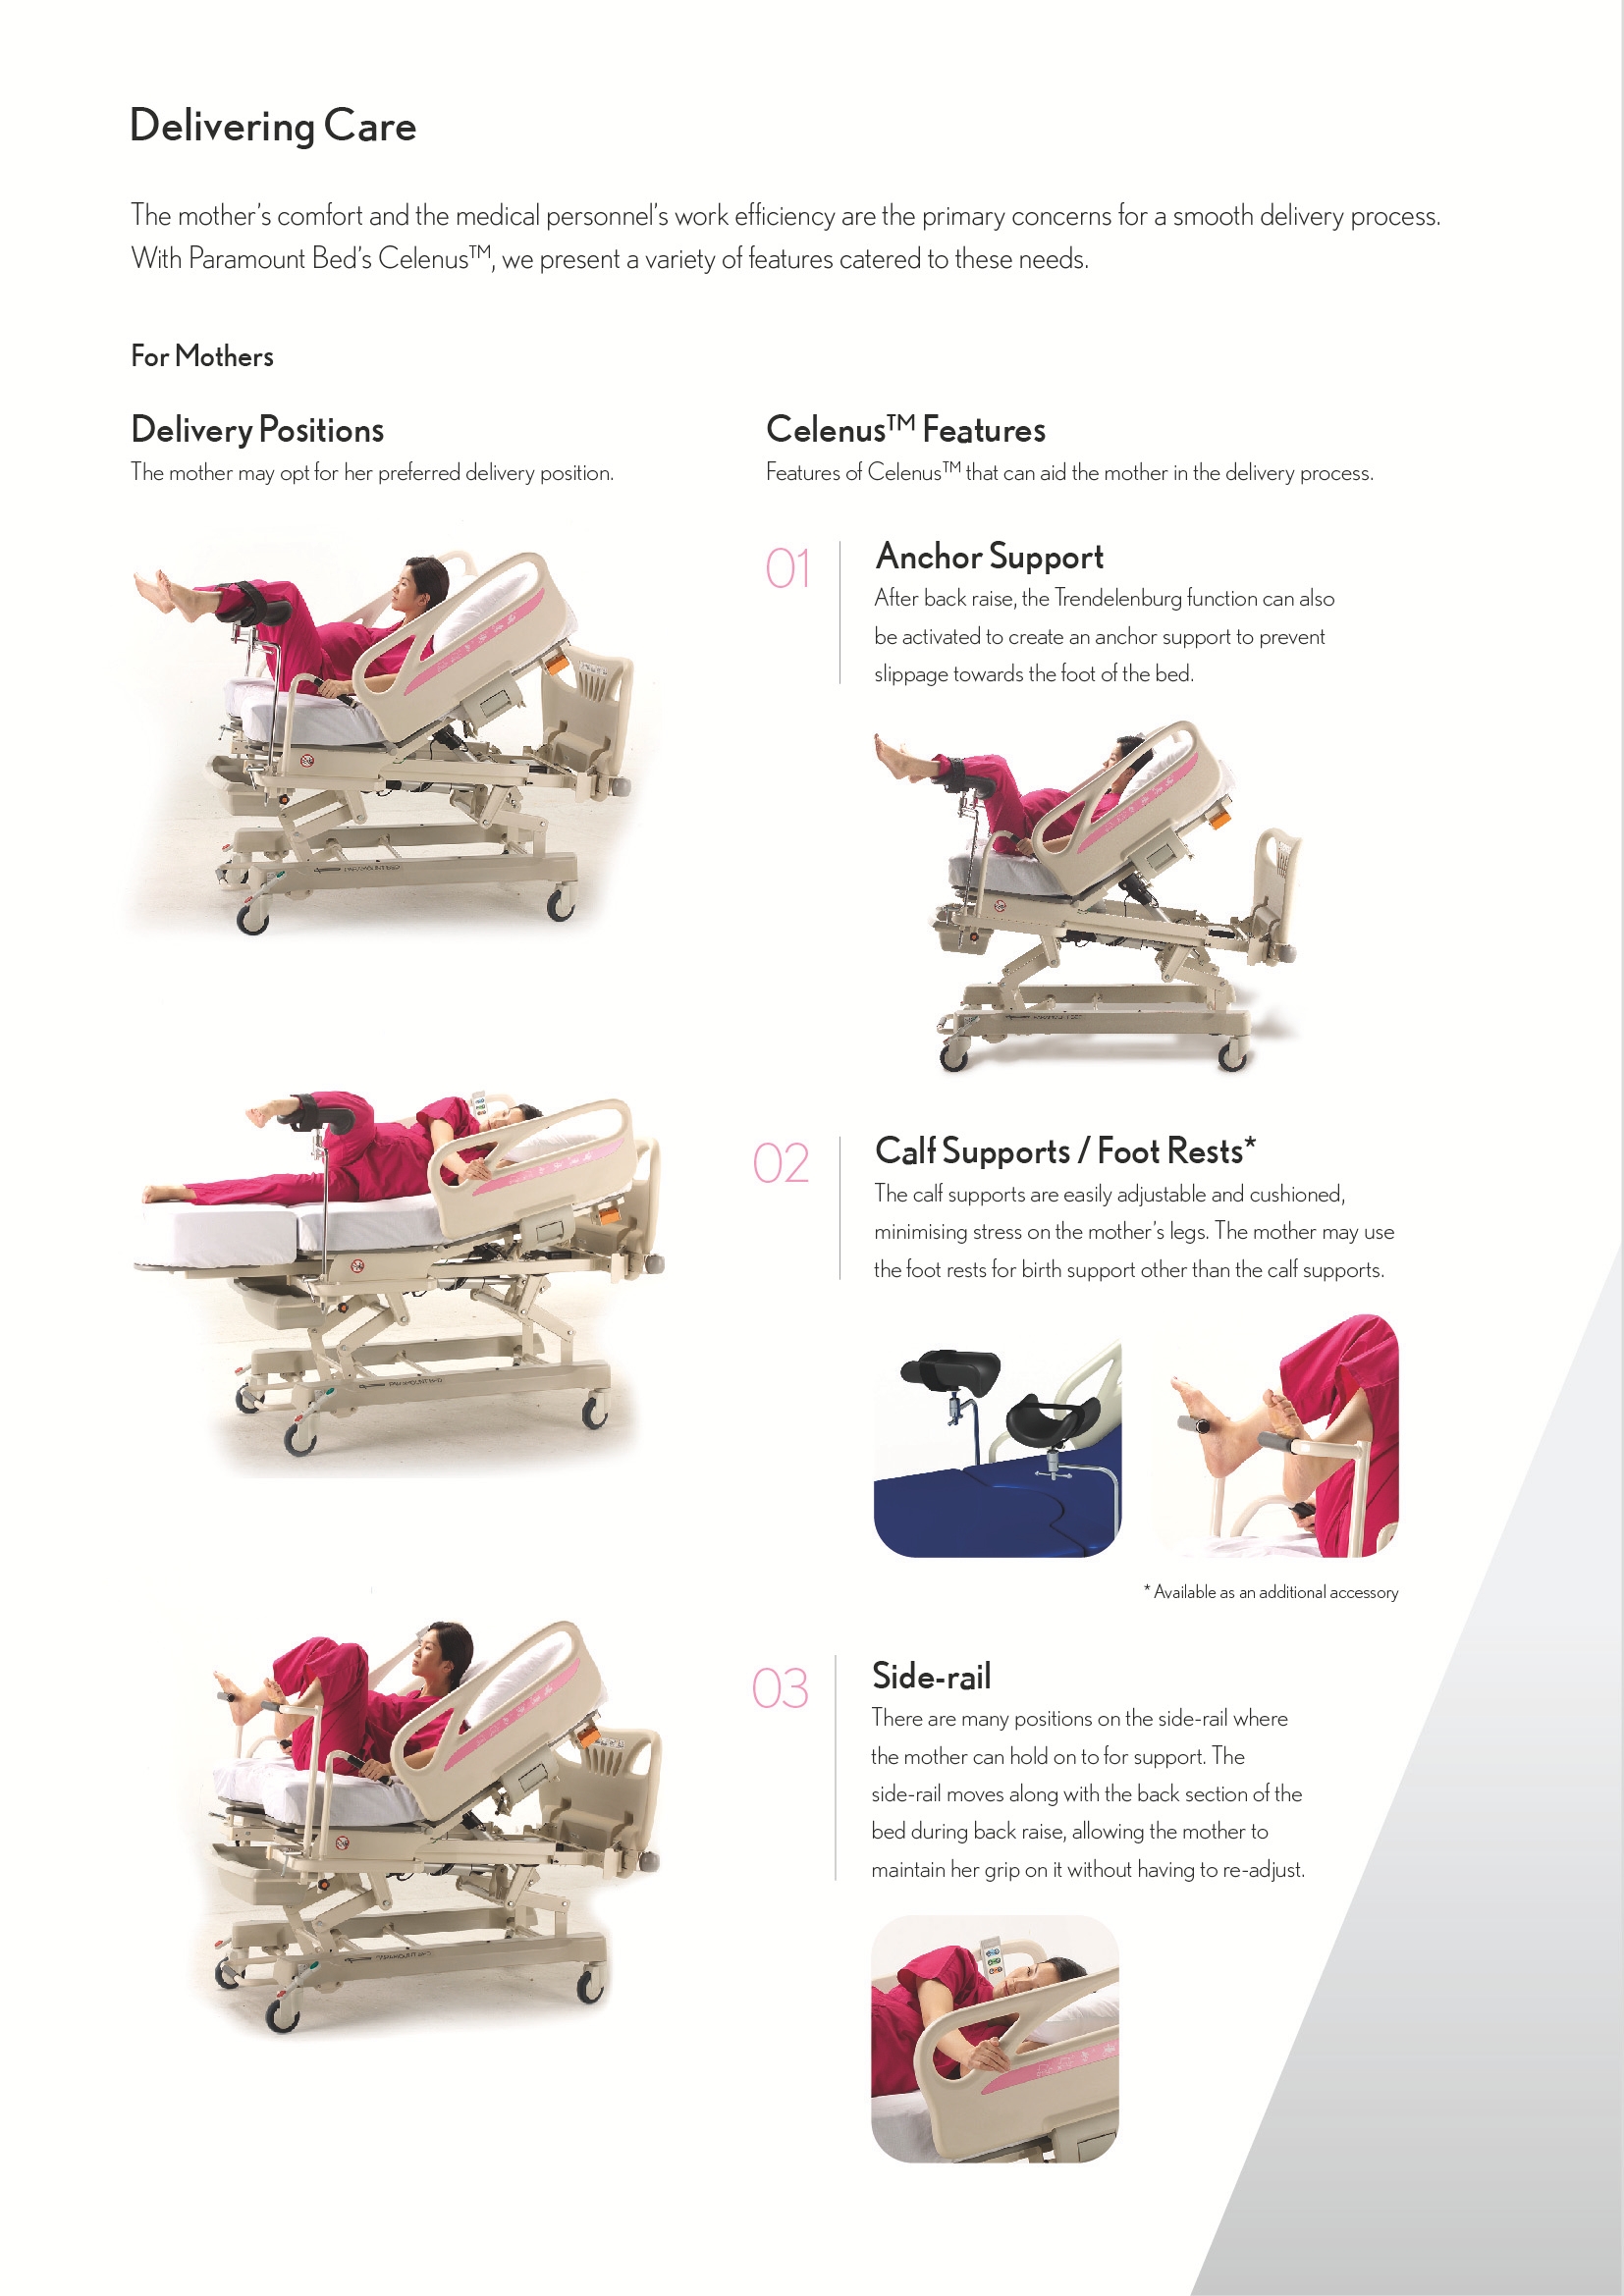 Delivering Care
The mother's comfort and the medical personnel's work efficiency are the primary concerns for a smooth delivery process.
With Paramount Bed's Celenus™, we present a variety of features catered to these needs.
For Mothers
Delivery Positions
The mother may opt for her preferred delivery position.
Celenus™ Features
Features of Celenus™ that can aid the mother in the delivery process.
01
Anchor Support
After back raise, the Trendelenburg function can also
be activated to create an anchor support to prevent
slippage towards the foot of the bed.
PARAMOUNT BED
02
Calf Supports / Foot Rests*
The calf supports are easily adjustable and cushioned,
minimising stress on the mother's legs. The mother may use
the foot rests for birth support other than the calf supports.
PARAMOUNT BED
* Available as an additional accessory
03
Side-rail
There are many positions on the side-rail where
the mother can hold on to for support. The
side-rail moves along with the back section of the
bed during back raise, allowing the mother to
maintain her grip on it without having to re-adjust.
PARAMOUNT BED